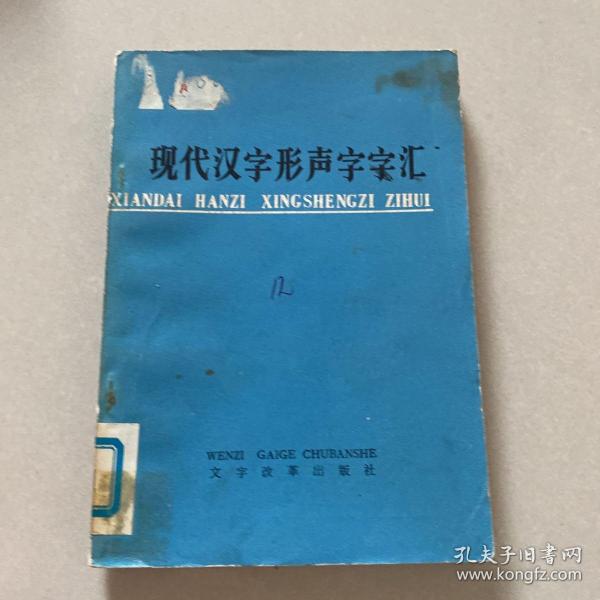 现代汉字形声字字汇
XIANDAI HANZI XINGSHENGZI ZIHUI
12
WENZI GAIGE CHUBANSHE
文字改革出版社
孔夫子旧书网
www.kongfz.com